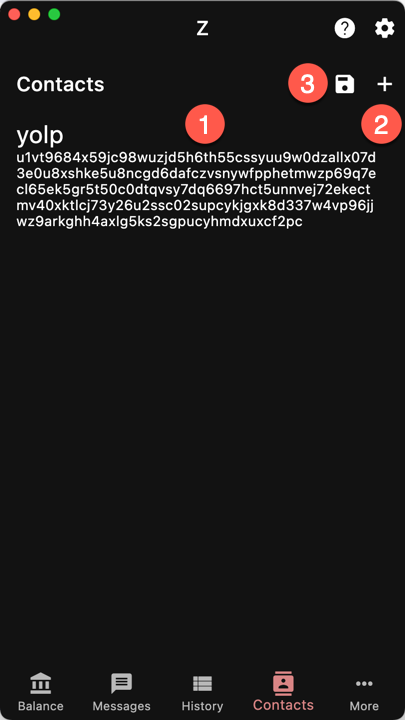 Z
Contacts
3
2
1
yolp
u1vt9684x59jc98wuzjd5h6th55cssyuu9w0dzallx07d
3e0u8xshke5u8ncgd6dafczvsnywfpphetmwzp69q7e
cl65ek5gr5t50c0dtqvsy7dq6697hct5unnvej72ekect
mv40xktlcj73y26u2ssc02supcykjgxk8d337w4vp96jj
wz9arkghh4axlg5ks2sgpucyhmdxuxcf2pc
Balance
Messages
History
Contacts
More